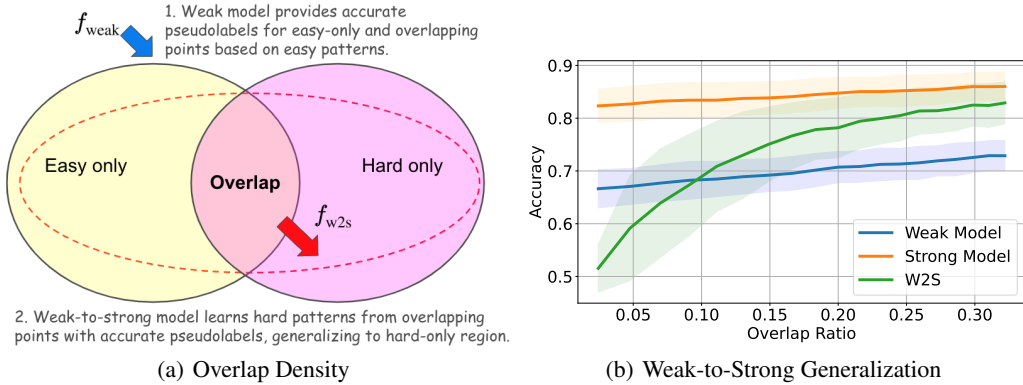 f_weak
1. Weak model provides accurate
pseudolabels for easy-only and overlapping
points based on easy patterns.
Easy only
Overlap
Hard only
f_w2s
2. Weak-to-strong model learns hard patterns from overlapping
points with accurate pseudolabels, generalizing to hard-only region.
(a) Overlap Density
0.9
0.8
0.7
0.6
0.5
Accuracy
Weak Model
Strong Model
W2S
0.05 0.10 0.15 0.20 0.25 0.30
Overlap Ratio
(b) Weak-to-Strong Generalization